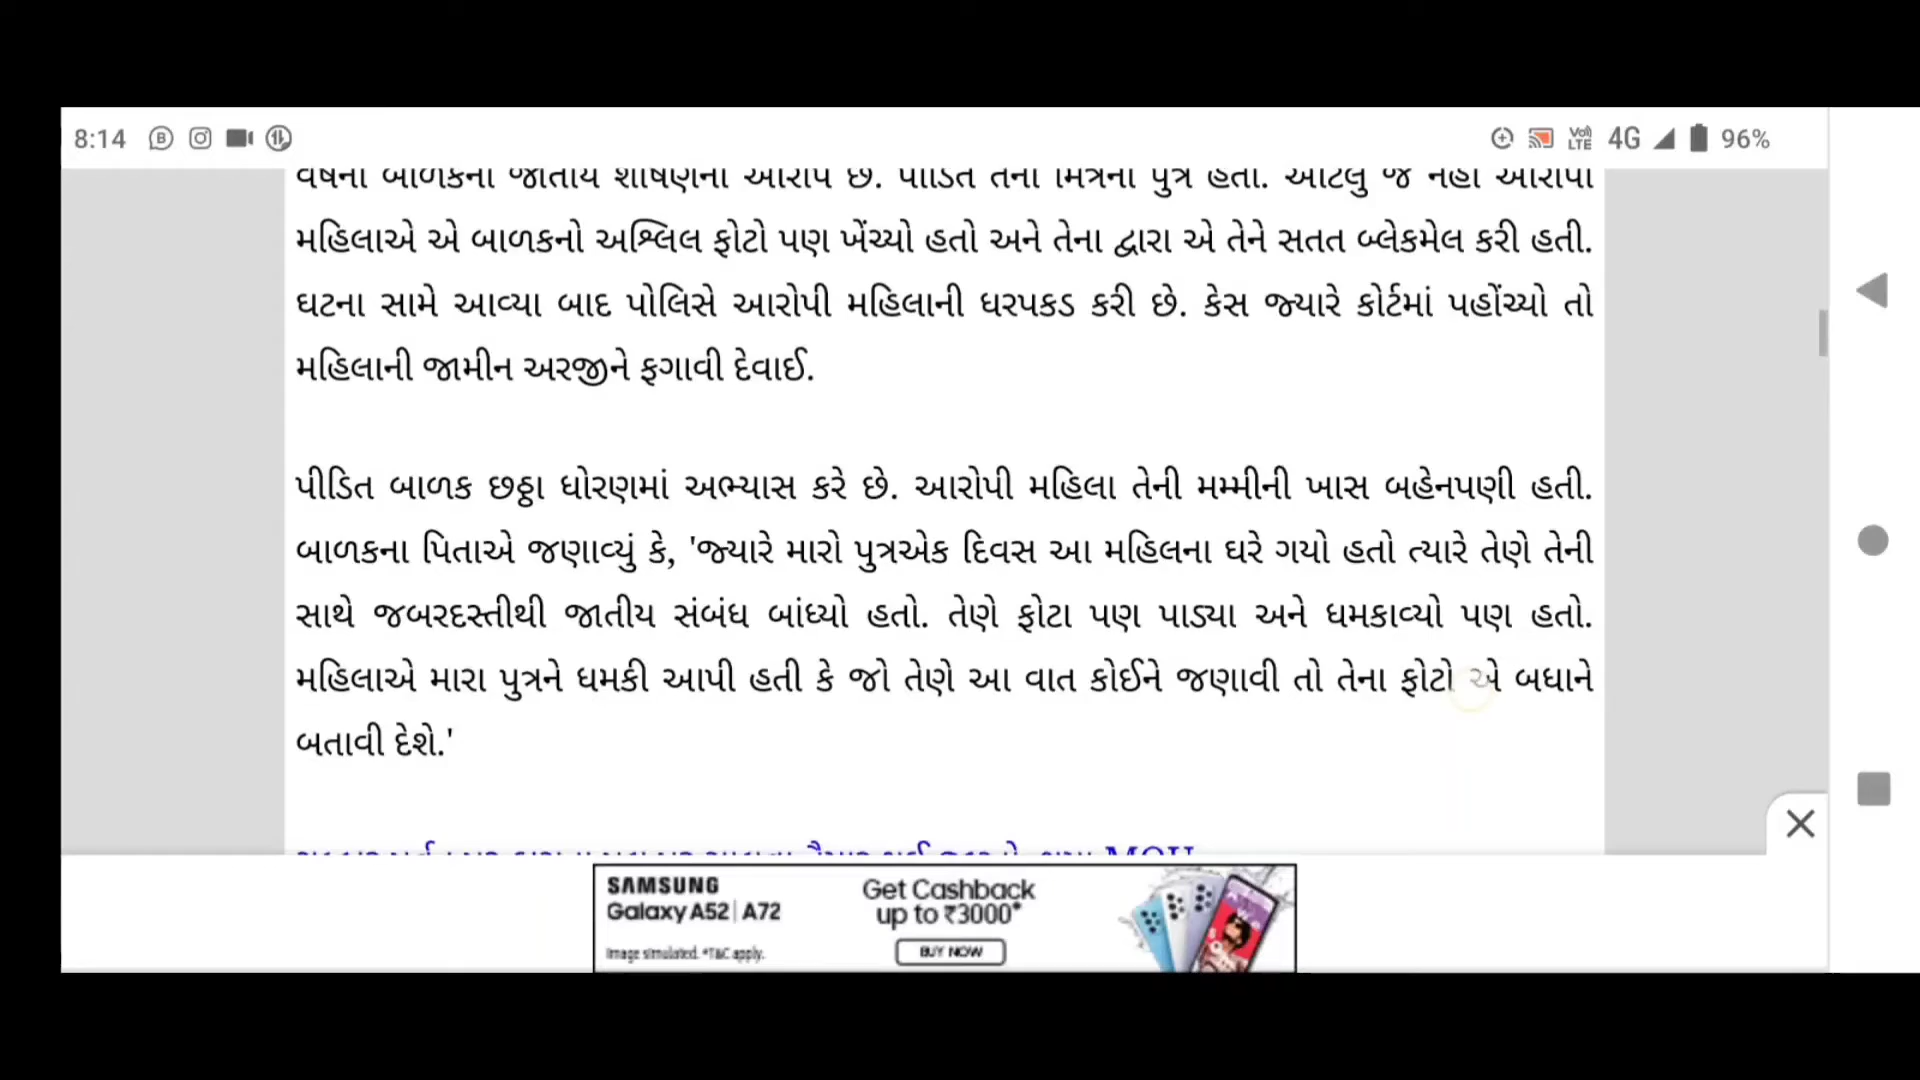 8:14
VoI) LTE 4G 96%
વર્ષના બાળકના જાતીય શોષણનો આરોપ છે. પીડિત તેના મિત્રનો પુત્ર હતો. આટલુ જ નહી આરોપી
મહિલાએ એ બાળકનો અશ્લિલ ફોટો પણ ખેંચ્યો હતો અને તેના દ્વારા એ તેને સતત બ્લેકમેલ કરી હતી.
ઘટના સામે આવ્યા બાદ પોલિસે આરોપી મહિલાની ધરપકડ કરી છે. કેસ જ્યારે કોર્ટમાં પહોંચ્યો તો
મહિલાની જામીન અરજીને ફગાવી દેવાઈ.
પીડિત બાળક છઠ્ઠા ધોરણમાં અભ્યાસ કરે છે. આરોપી મહિલા તેની મમ્મીની ખાસ બહેનપણી હતી.
બાળકના પિતાએ જણાવ્યું કે, 'જ્યારે મારો પુત્રએક દિવસ આ મહિલના ઘરે ગયો હતો ત્યારે તેણે તેની
સાથે જબરદસ્તીથી જાતીય સંબંધ બાંધ્યો હતો. તેણે ફોટા પણ પાડ્યા અને ધમકાવ્યો પણ હતો.
મહિલાએ મારા પુત્રને ધમકી આપી હતી કે જો તેણે આ વાત કોઈને જણાવી તો તેના ફોટો એ બધાને
બતાવી દેશે.'
MOU
SAMSUNG
Galaxy A52 | A72
Image simulated. *T&C apply.
Get Cashback
up to ₹3000*
BUY NOW